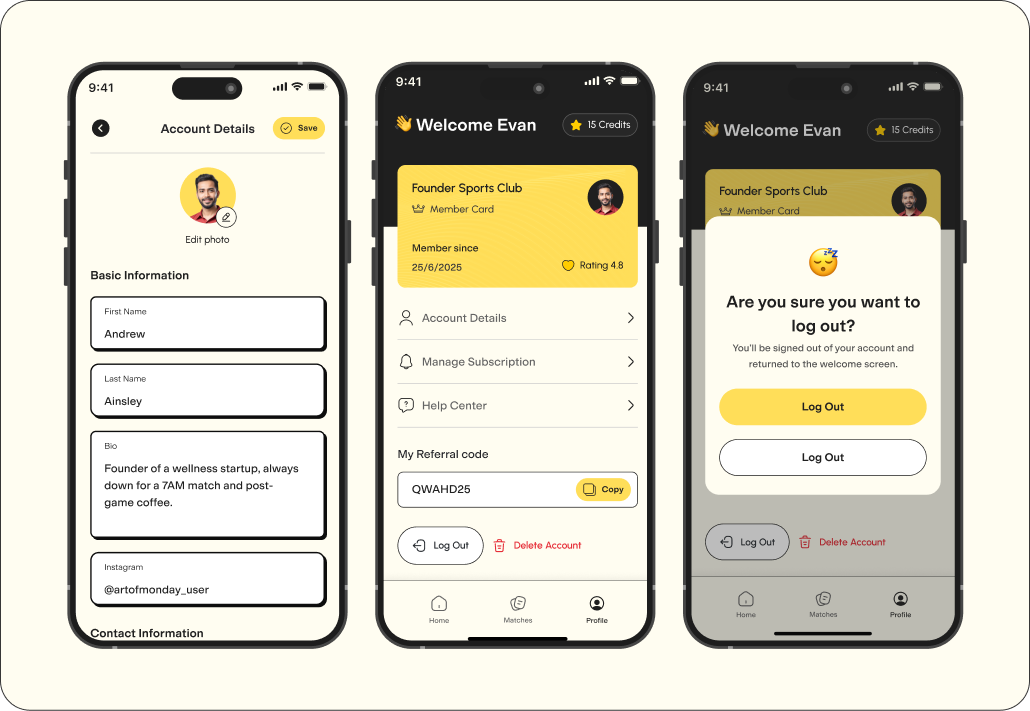 9:41
Account Details
Save
Edit photo
Basic Information
First Name
Andrew
Last Name
Ainsley
Bio
Founder of a wellness startup, always
down for a 7AM match and post-
game coffee.
Instagram
@artofmonday_user
Contact Information
9:41
Welcome Evan
15 Credits
Founder Sports Club
Member Card
Member since
25/6/2025
Rating 4.8
Account Details
Manage Subscription
Help Center
My Referral code
QWAHD25
Copy
Log Out
Delete Account
Home
Matches
Profile
9:41
Welcome Evan
15 Credits
Founder Sports Club
Member Card
Are you sure you want to
log out?
You'll be signed out of your account and
returned to the welcome screen.
Log Out
Log Out
Log Out
Delete Account
Home
Matches
Profile